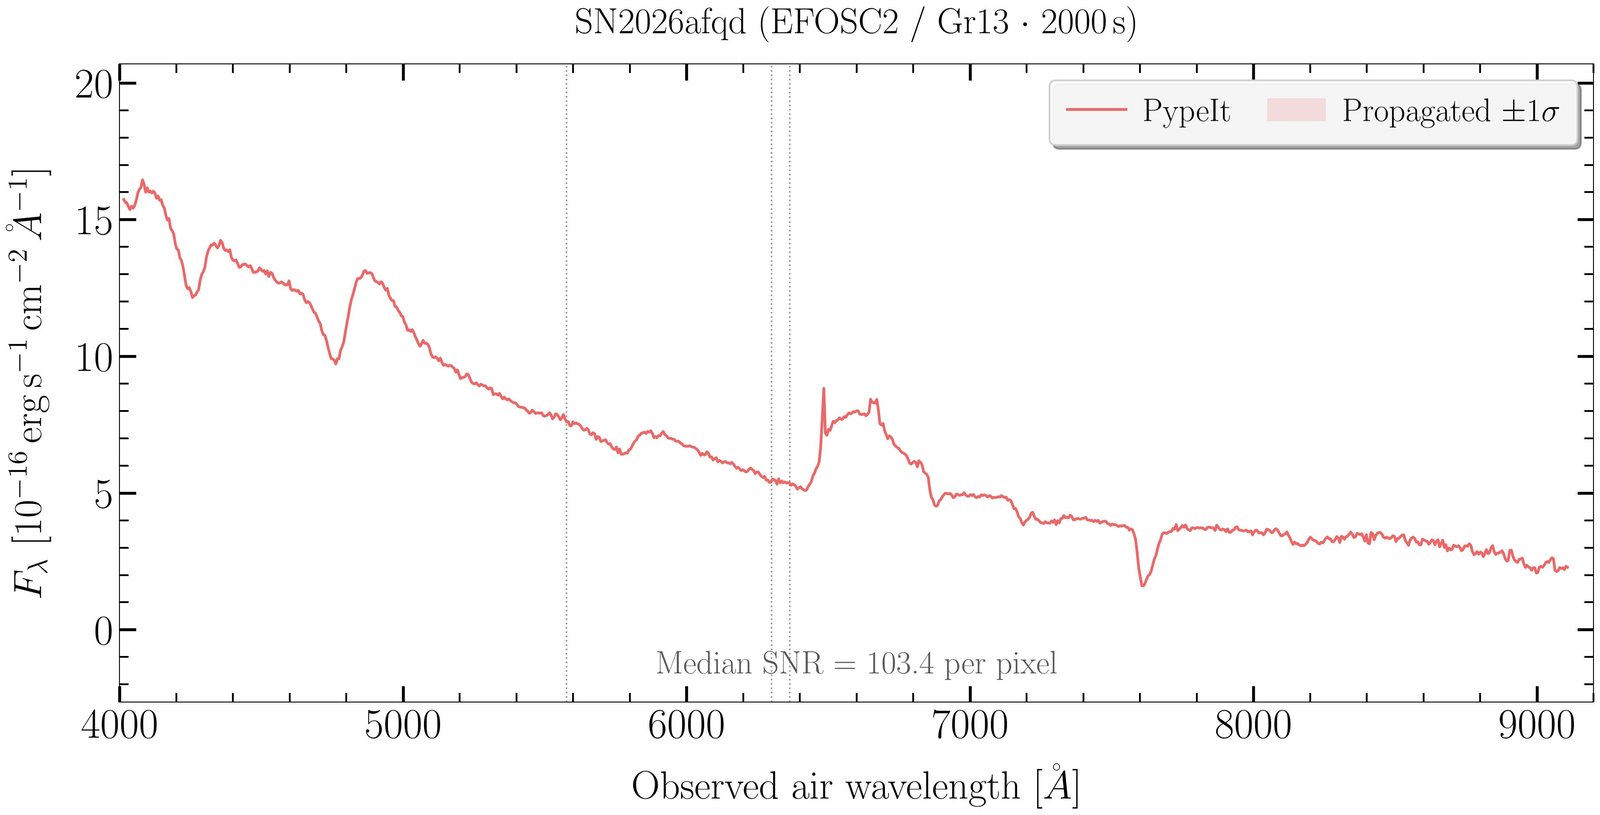 SN2026afqd (EFOSC2 / Gr13 · 2000 s)
PypeIt
Propagated ±1σ
20
15
10
5
0
F_λ [10⁻¹⁶ erg s⁻¹ cm⁻² Å⁻¹]
Median SNR = 103.4 per pixel
4000 5000 6000 7000 8000 9000
Observed air wavelength [Å]